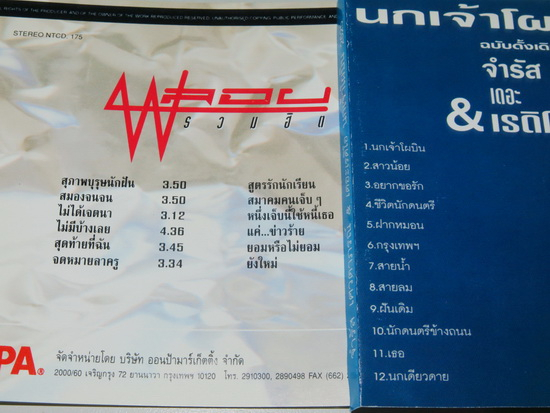 STEREO NTCD: 175
รวมฮิต
สุภาพบุรุษนักฝัน 3.50 สูตรรักนักเรียน
สมองจนจน 3.50 สมาคมคนเจ็บ ๆ
ไม่ได้เจตนา 3.12 หนึ่งเจ็บนี้ใช้หนี้เธอ
ไม่มีบ้างเลย 4.36 แค่...ข่าวร้าย
สุดท้ายที่ฉัน 3.45 ยอมหรือไม่ยอม
จดหมายลาครู 3.34 ยังใหม่
PA®
จัดจำหน่ายโดย บริษัท ออนป้ามาร์เก็ตติ้ง จำกัด
2000/60 เจริญกรุง 72 ยานนาวา กรุงเทพฯ 10120 โทร. 2910300, 2890498 FAX (662)
นกเจ้าโผ
ฉบับดั้งเดิ
จำรัส
เดอะ
& เรดิ
1.นกเจ้าโผบิน
2.สาวน้อย
3.อยากขอรัก
4.ชีวิตนักดนตรี
5.ฝากหมอน
6.กรุงเทพฯ
7.สายน้ำ
8.สายลม
9.ฝันเดิม
10.นักดนตรีข้างถนน
11.เธอ
12.นกเดียวดาย